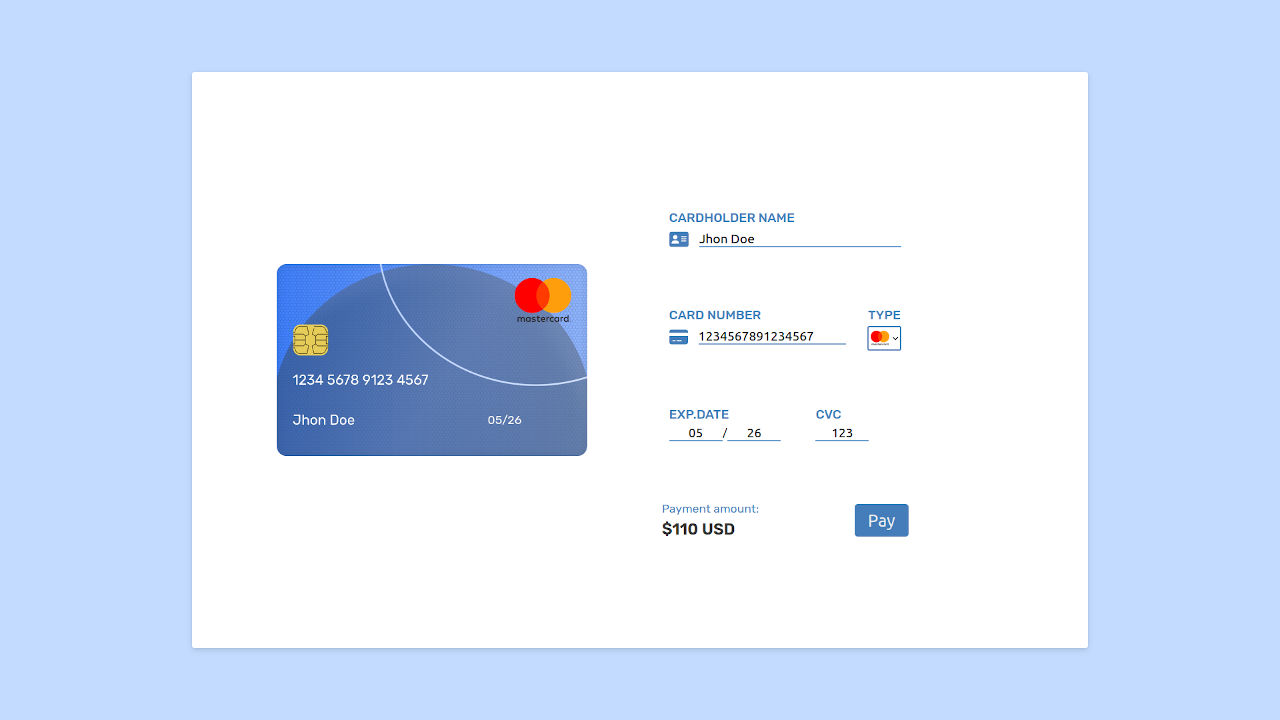 mastercard
1234 5678 9123 4567
Jhon Doe 05/26
CARDHOLDER NAME
Jhon Doe
CARD NUMBER TYPE
1234567891234567
EXP.DATE CVC
05 / 26 123
Payment amount:
$110 USD
Pay